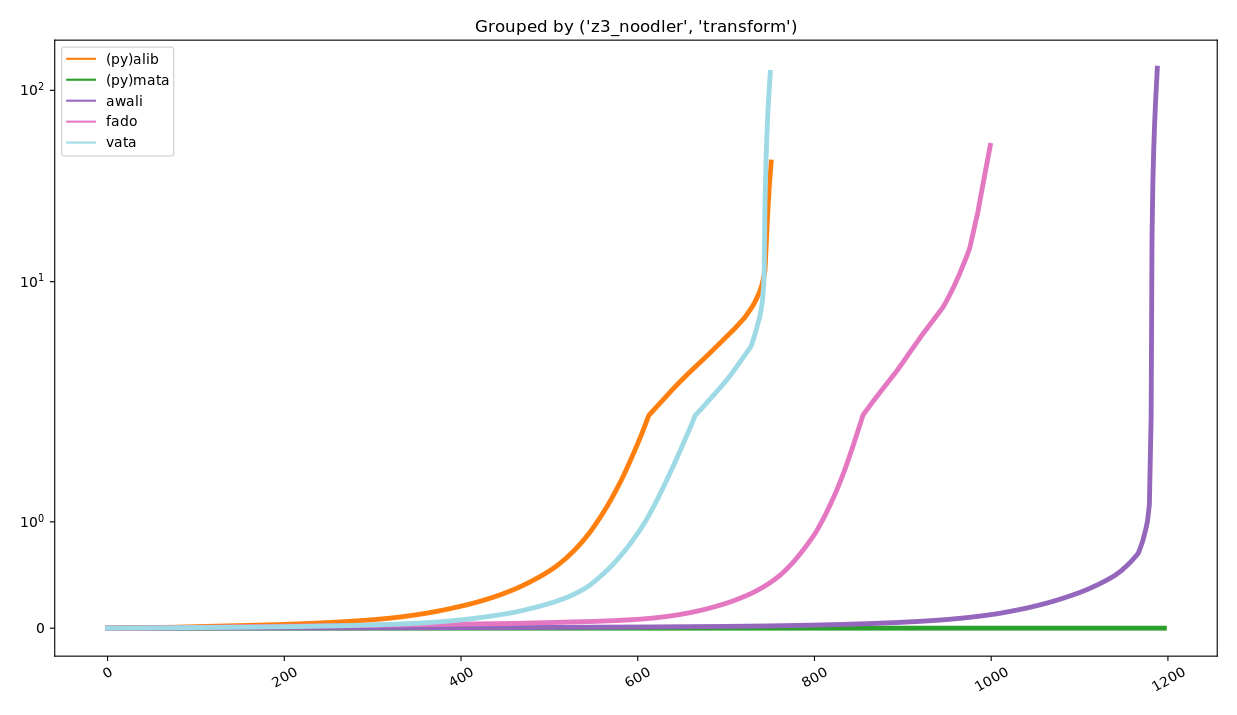 Grouped by ('z3_noodler', 'transform')
(py)alib
(py)mata
awali
fado
vata
10²
10¹
10⁰
0
0
200
400
600
800
1000
1200